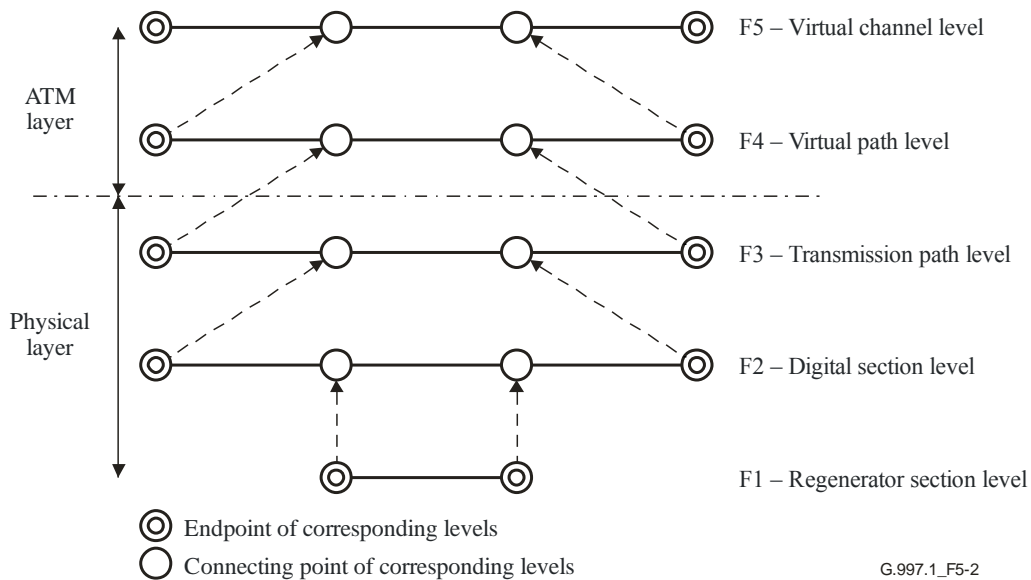 F5 – Virtual channel level
ATM
layer
F4 – Virtual path level
F3 – Transmission path level
Physical
layer
F2 – Digital section level
F1 – Regenerator section level
Endpoint of corresponding levels
Connecting point of corresponding levels
G.997.1_F5-2